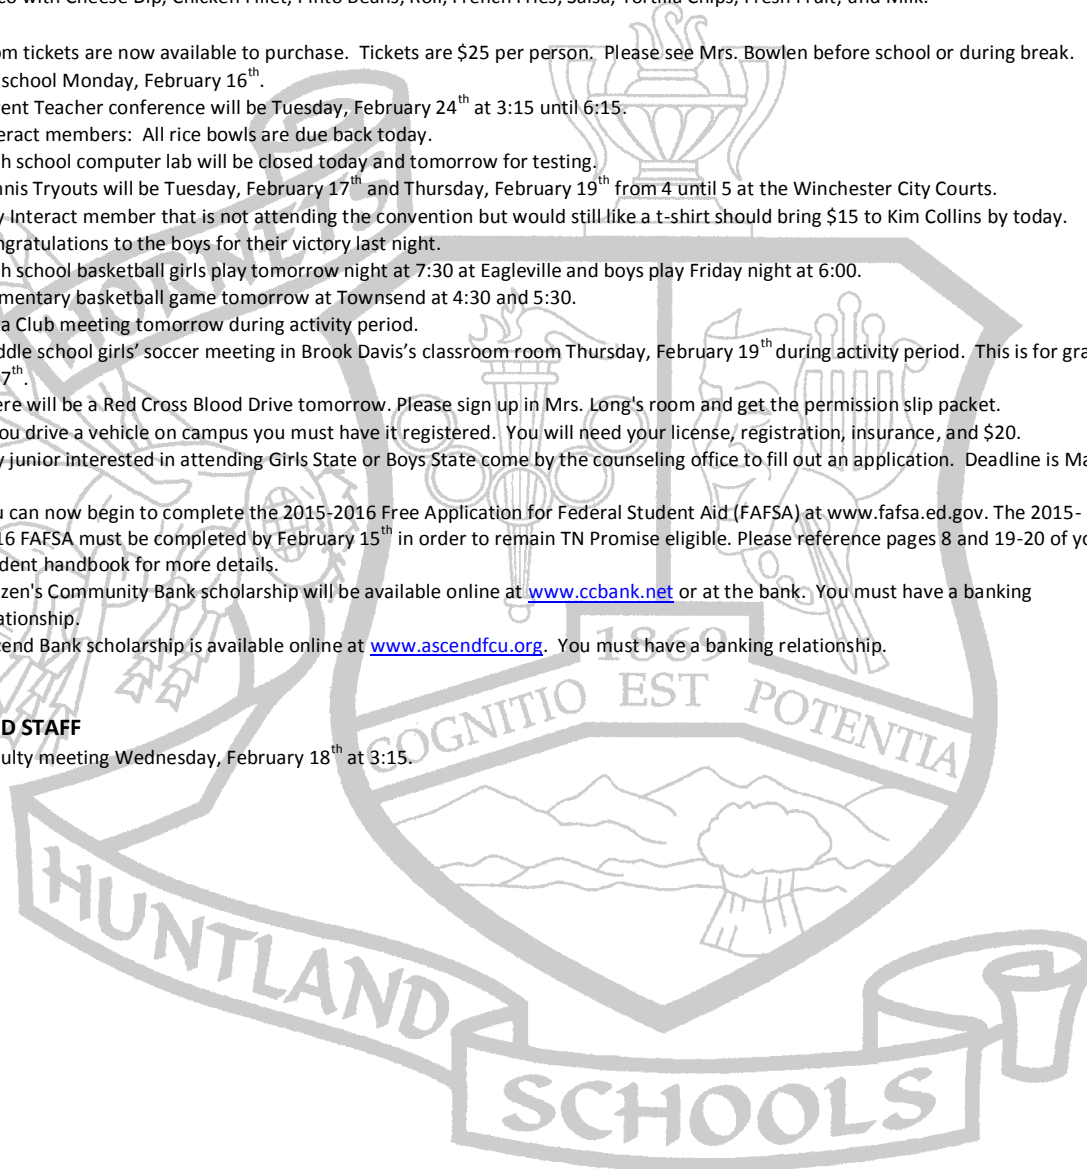 co with Cheese Dip, Chicken Fillet, Pinto Beans, Roll, French Fries, Salsa, Tortilla Chips, Fresh Fruit, and Milk.
om tickets are now available to purchase.  Tickets are $25 per person.  Please see Mrs. Bowlen before school or during break.
school Monday, February 16th.
ent Teacher conference will be Tuesday, February 24th at 3:15 until 6:15.
eract members:  All rice bowls are due back today.
h school computer lab will be closed today and tomorrow for testing.
nnis Tryouts will be Tuesday, February 17th and Thursday, February 19th from 4 until 5 at the Winchester City Courts.
y Interact member that is not attending the convention but would still like a t-shirt should bring $15 to Kim Collins by today.
ngratulations to the boys for their victory last night.
h school basketball girls play tomorrow night at 7:30 at Eagleville and boys play Friday night at 6:00.
mentary basketball game tomorrow at Townsend at 4:30 and 5:30.
a Club meeting tomorrow during activity period.
ddle school girls’ soccer meeting in Brook Davis’s classroom room Thursday, February 19th during activity period.  This is for gra
7th.
ere will be a Red Cross Blood Drive tomorrow. Please sign up in Mrs. Long's room and get the permission slip packet.
ou drive a vehicle on campus you must have it registered.  You will need your license, registration, insurance, and $20.
y junior interested in attending Girls State or Boys State come by the counseling office to fill out an application.  Deadline is Ma
u can now begin to complete the 2015-2016 Free Application for Federal Student Aid (FAFSA) at www.fafsa.ed.gov. The 2015-
16 FAFSA must be completed by February 15th in order to remain TN Promise eligible. Please reference pages 8 and 19-20 of yo
dent handbook for more details.
zen's Community Bank scholarship will be available online at www.ccbank.net or at the bank.  You must have a banking
ationship.
cend Bank scholarship is available online at www.ascendfcu.org.  You must have a banking relationship.
D STAFF
ulty meeting Wednesday, February 18th at 3:15.
HORNETS
1869
COGNITIO EST POTENTIA
HUNTLAND
SCHOOLS